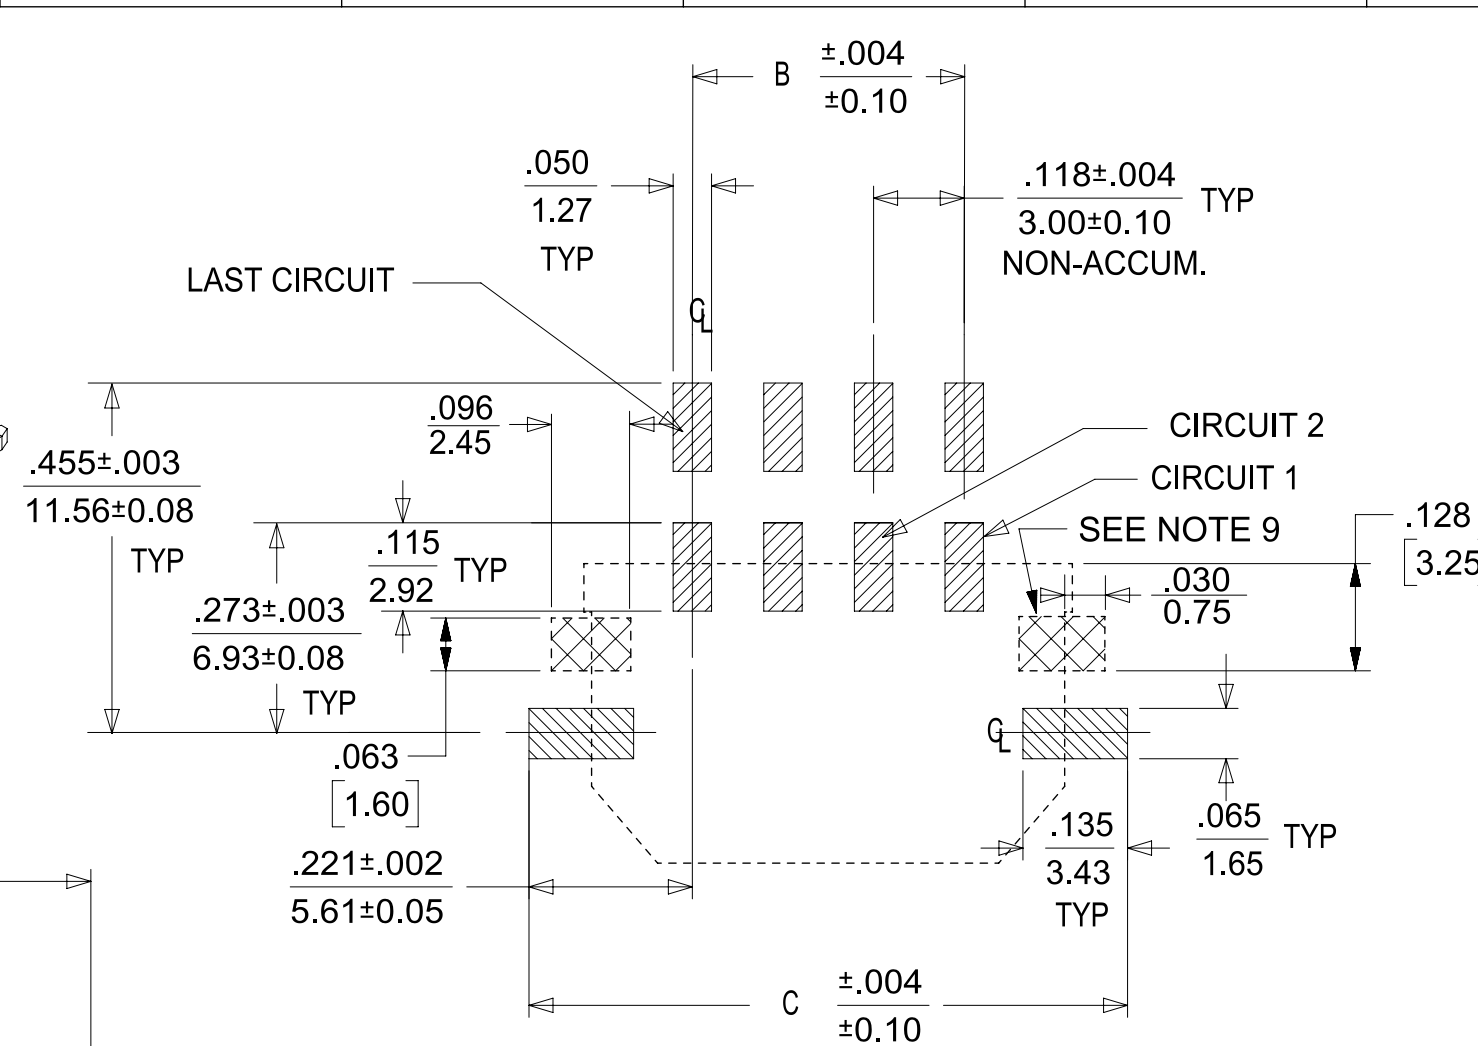 B ±.004
±0.10
.050
1.27
TYP
.118±.004 TYP
3.00±0.10
NON-ACCUM.
LAST CIRCUIT
CL
.096
2.45
CIRCUIT 2
CIRCUIT 1
SEE NOTE 9
.455±.003
11.56±0.08
TYP
.115 TYP
2.92
.128
[3.25
.030
0.75
.273±.003
6.93±0.08
TYP
CL
.063
[1.60]
.135
3.43
TYP
.065 TYP
1.65
.221±.002
5.61±0.05
C ±.004
±0.10